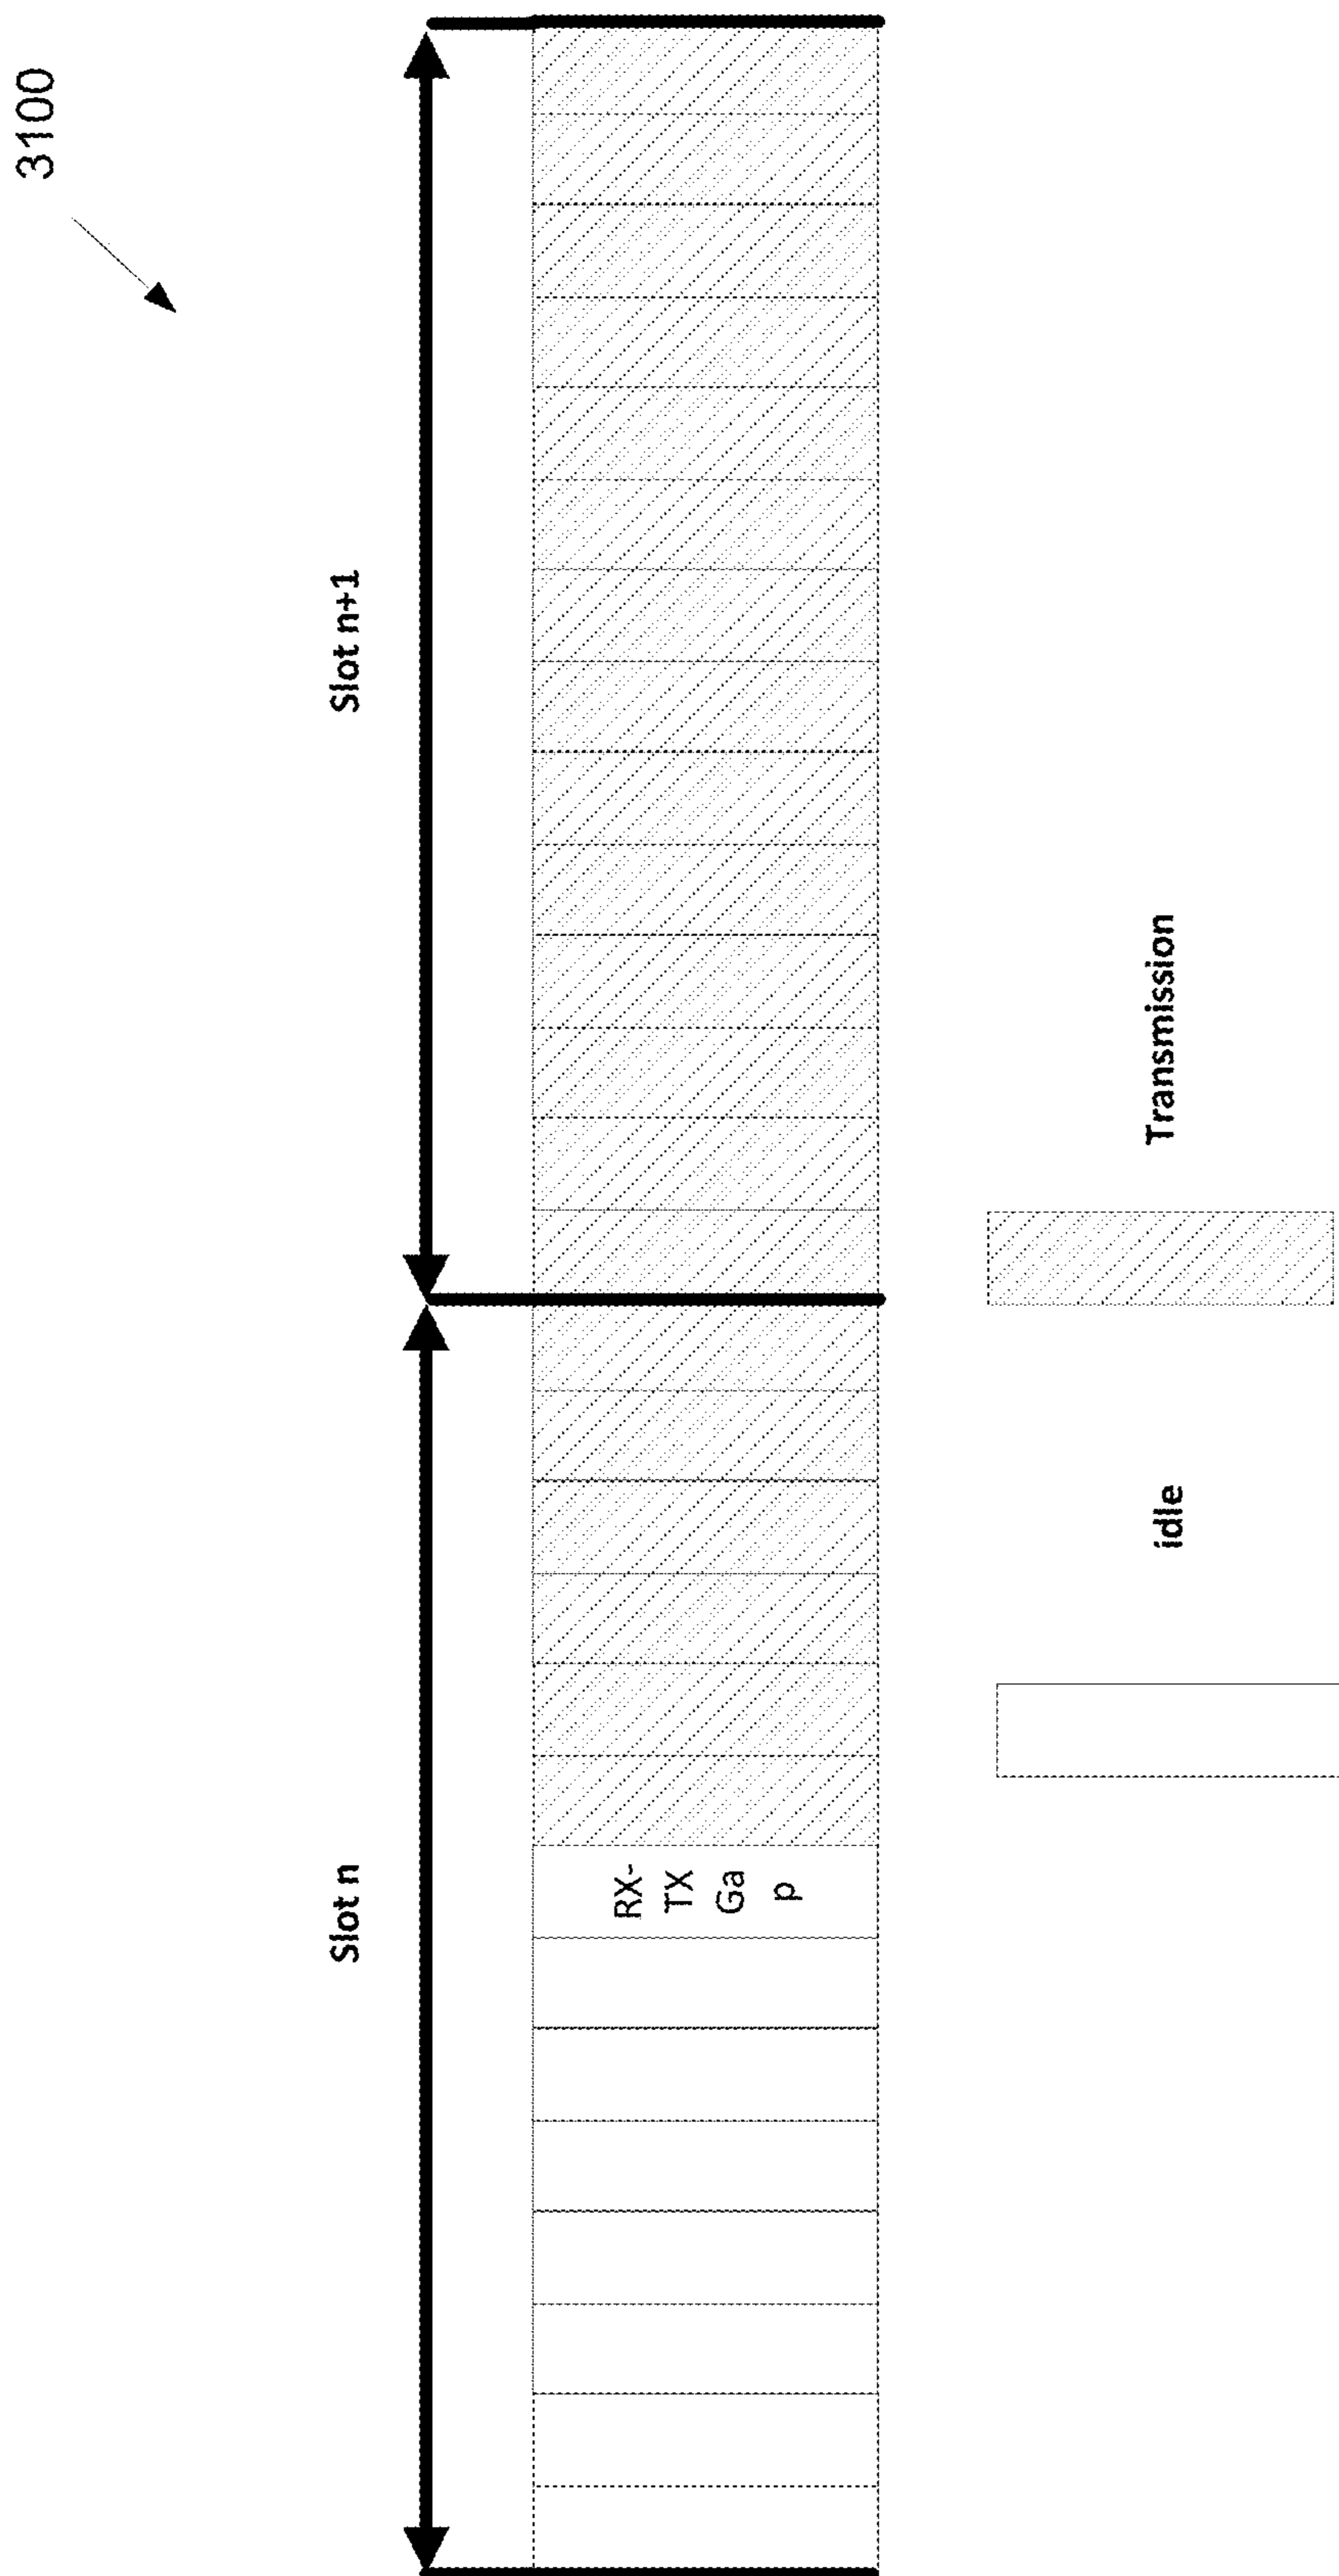 3100
Slot n
Slot n+1
RX-
TX
Ga
p
idle
Transmission